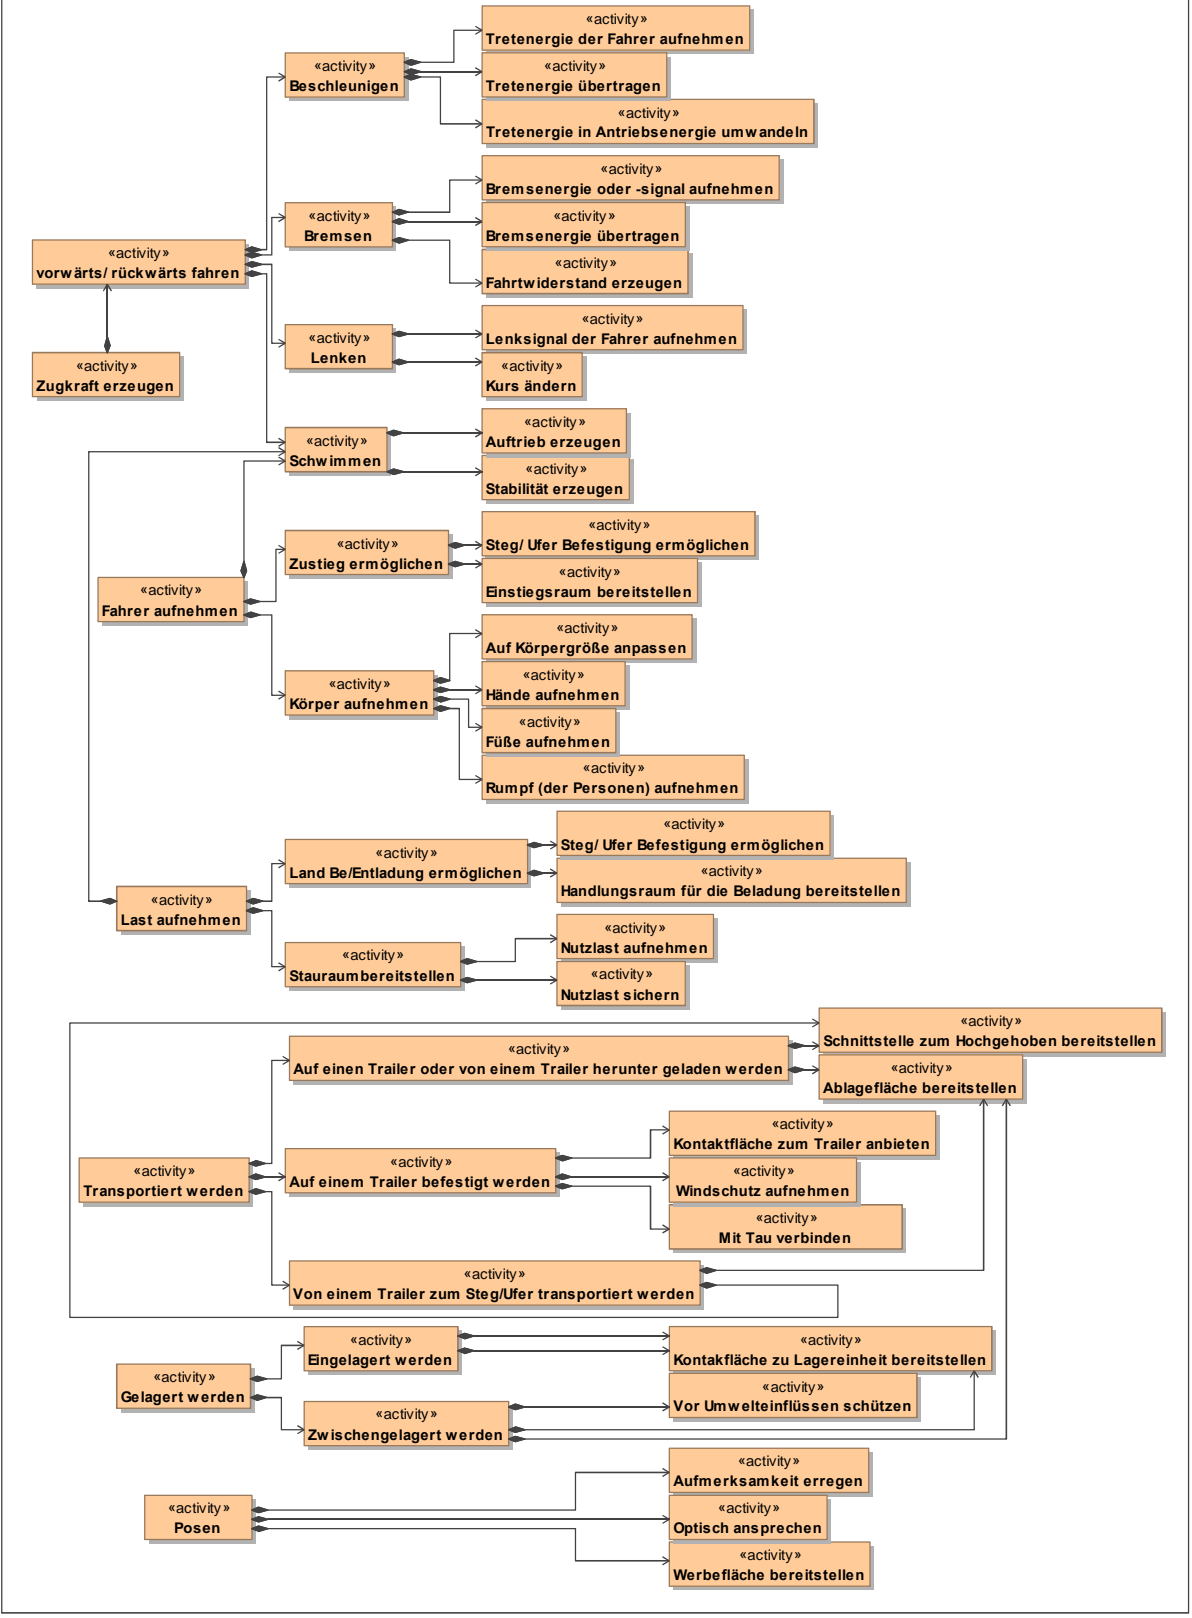 «activity»
Tretenergie der Fahrer aufnehmen
«activity»
Beschleunigen
«activity»
Tretenergie übertragen
«activity»
Tretenergie in Antriebsenergie umwandeln
«activity»
Bremsenergie oder -signal aufnehmen
«activity»
Bremsen
«activity»
Bremsenergie übertragen
«activity»
vorwärts/ rückwärts fahren
«activity»
Fahrtwiderstand erzeugen
«activity»
Lenken
«activity»
Lenksignal der Fahrer aufnehmen
«activity»
Zugkraft erzeugen
«activity»
Kurs ändern
«activity»
Schwimmen
«activity»
Auftrieb erzeugen
«activity»
Stabilität erzeugen
«activity»
Zustieg ermöglichen
«activity»
Steg/ Ufer Befestigung ermöglichen
«activity»
Einstiegsraum bereitstellen
«activity»
Fahrer aufnehmen
«activity»
Auf Körpergröße anpassen
«activity»
Körper aufnehmen
«activity»
Hände aufnehmen
«activity»
Füße aufnehmen
«activity»
Rumpf (der Personen) aufnehmen
«activity»
Land Be/Entladung ermöglichen
«activity»
Steg/ Ufer Befestigung ermöglichen
«activity»
Handlungsraum für die Beladung bereitstellen
«activity»
Last aufnehmen
«activity»
Nutzlast aufnehmen
«activity»
Stauraumbereitstellen
«activity»
Nutzlast sichern
«activity»
Schnittstelle zum Hochgehoben bereitstellen
«activity»
Auf einen Trailer oder von einem Trailer herunter geladen werden
«activity»
Ablagefläche bereitstellen
«activity»
Kontaktfläche zum Trailer anbieten
«activity»
Transportiert werden
«activity»
Auf einem Trailer befestigt werden
«activity»
Windschutz aufnehmen
«activity»
Mit Tau verbinden
«activity»
Von einem Trailer zum Steg/Ufer transportiert werden
«activity»
Eingelagert werden
«activity»
Kontakfläche zu Lagereinheit bereitstellen
«activity»
Gelagert werden
«activity»
Vor Umwelteinflüssen schützen
«activity»
Zwischengelagert werden
«activity»
Aufmerksamkeit erregen
«activity»
Posen
«activity»
Optisch ansprechen
«activity»
Werbefläche bereitstellen